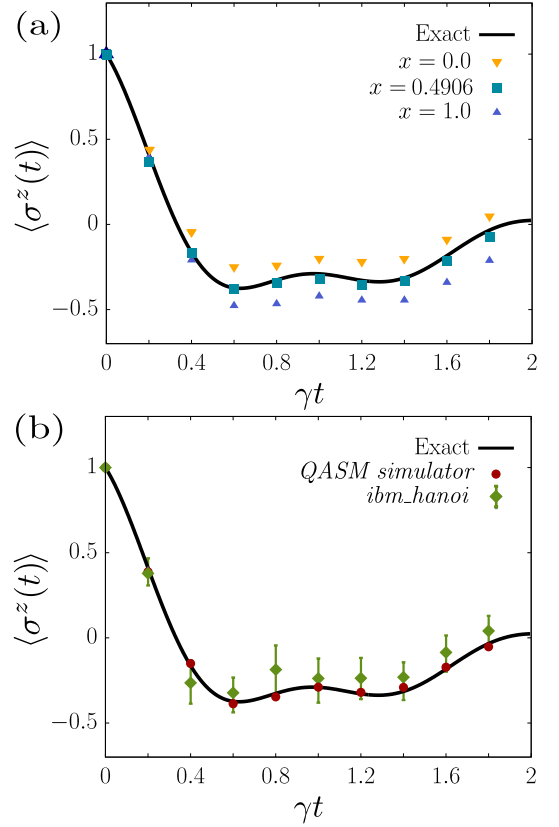 (a)
Exact
x = 0.0
x = 0.4906
x = 1.0
1
0.5
0
−0.5
⟨σ^z(t)⟩
0 0.4 0.8 1.2 1.6 2
γt
(b)
Exact
QASM simulator
ibm_hanoi
1
0.5
0
−0.5
⟨σ^z(t)⟩
0 0.4 0.8 1.2 1.6 2
γt